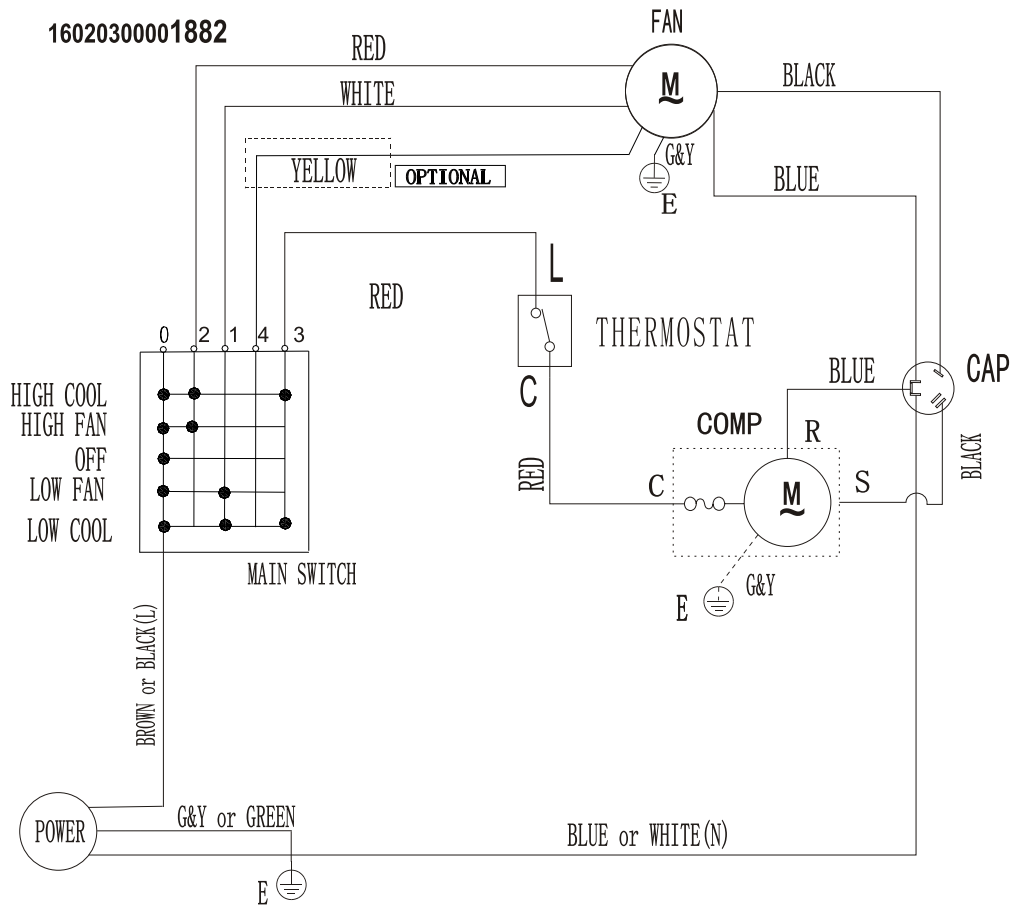 16020300001882
FAN
RED
M
BLACK
WHITE
G&Y
YELLOW
OPTIONAL
BLUE
E
L
RED
THERMOSTAT
0 2 1 4 3
CAP
BLUE
C
HIGH COOL
HIGH FAN
COMP
R
OFF
BLACK
LOW FAN
RED
C
M
S
LOW COOL
MAIN SWITCH
G&Y
E
BROWN or BLACK(L)
G&Y or GREEN
POWER
BLUE or WHITE(N)
E